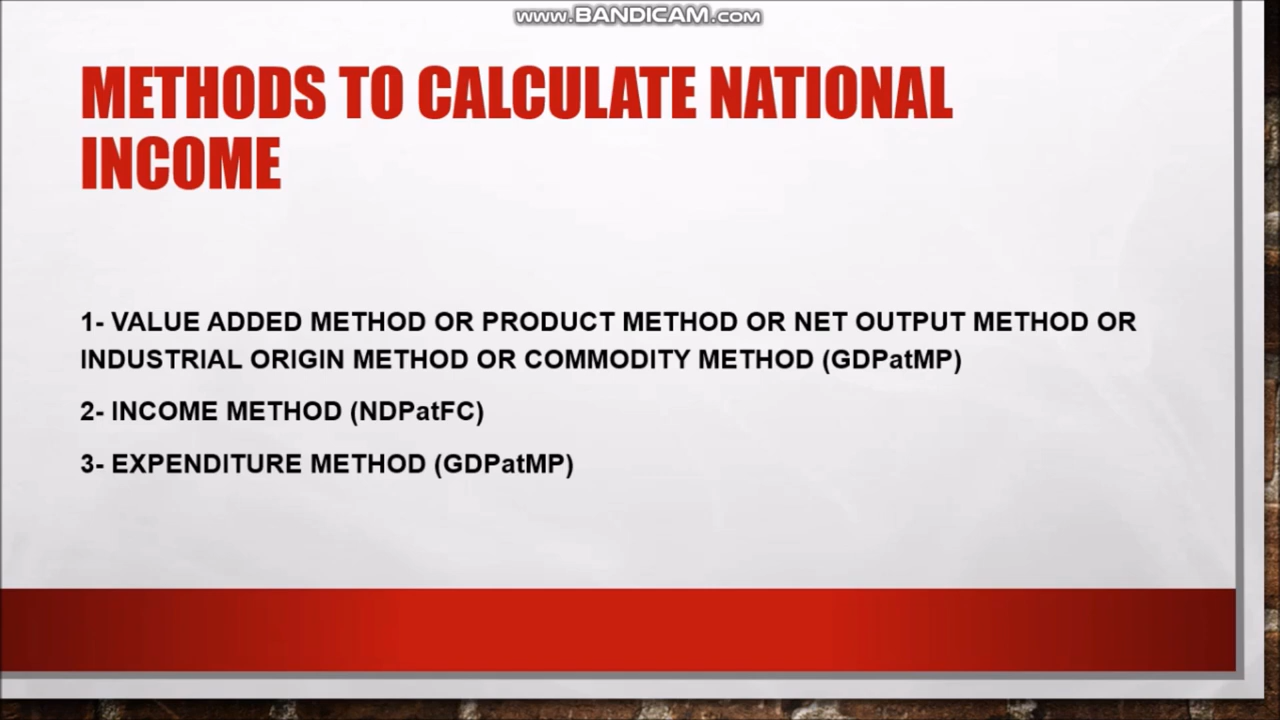 www.BANDICAM.com
METHODS TO CALCULATE NATIONAL
INCOME
1- VALUE ADDED METHOD OR PRODUCT METHOD OR NET OUTPUT METHOD OR
INDUSTRIAL ORIGIN METHOD OR COMMODITY METHOD (GDPatMP)
2- INCOME METHOD (NDPatFC)
3- EXPENDITURE METHOD (GDPatMP)